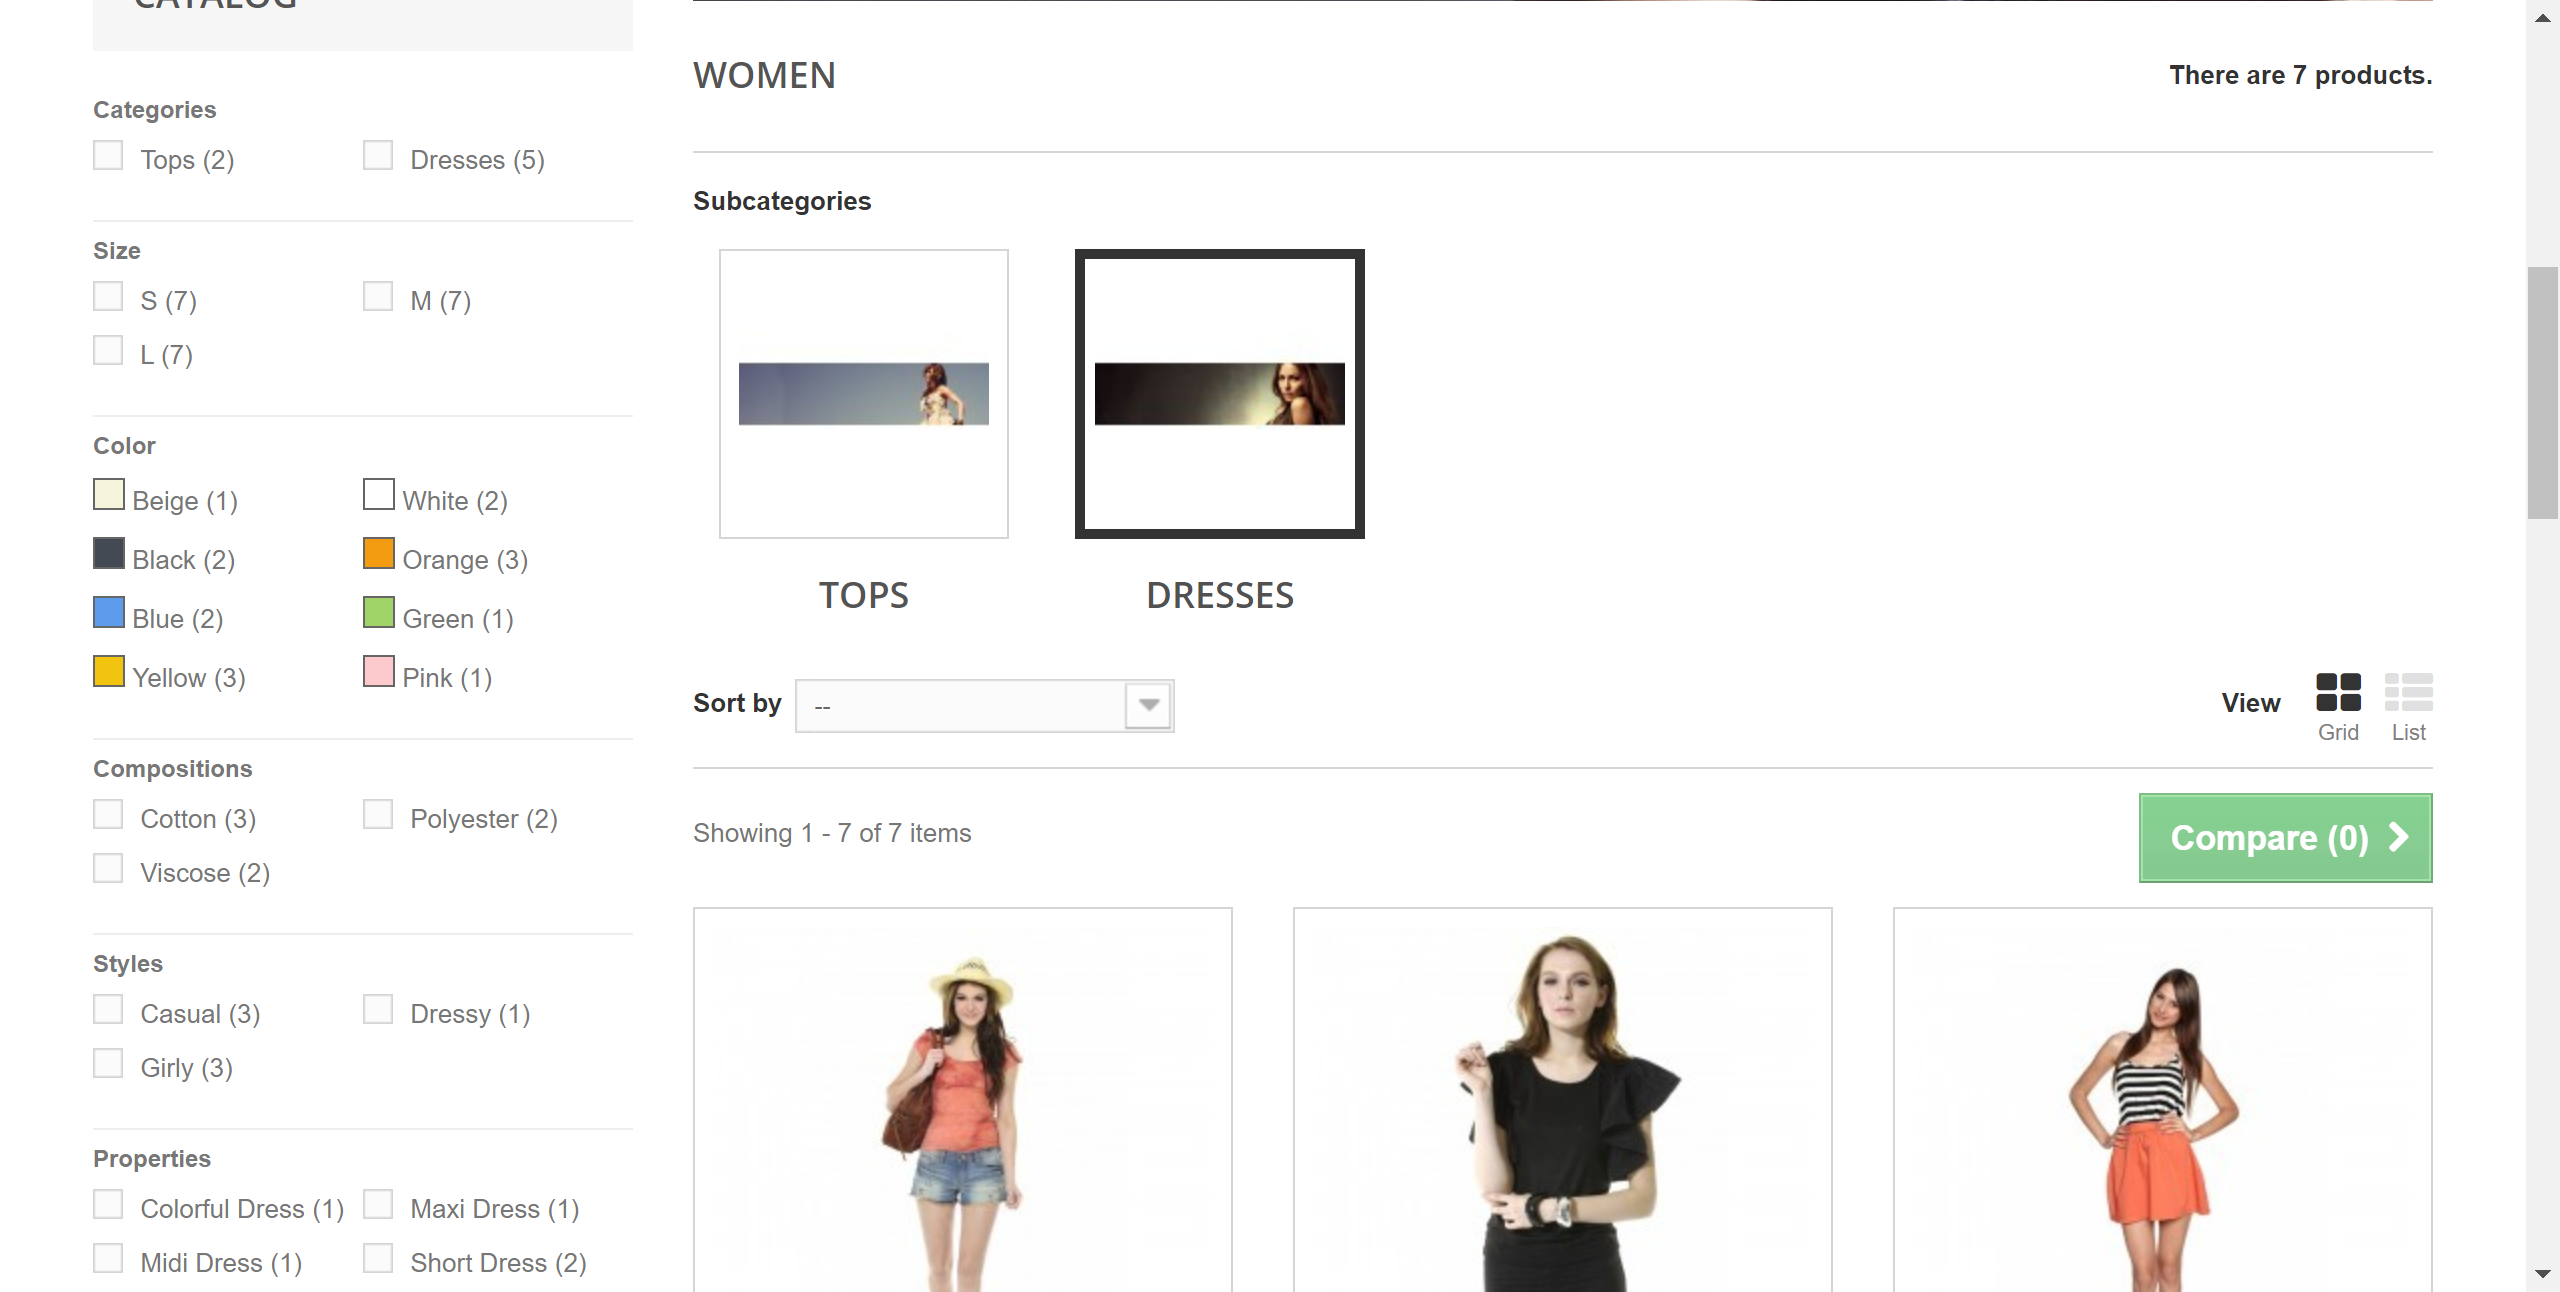 CATALOG
Categories
Tops (2)
Dresses (5)
Size
S (7)
M (7)
L (7)
Color
Beige (1)
White (2)
Black (2)
Orange (3)
Blue (2)
Green (1)
Yellow (3)
Pink (1)
Compositions
Cotton (3)
Polyester (2)
Viscose (2)
Styles
Casual (3)
Dressy (1)
Girly (3)
Properties
Colorful Dress (1)
Maxi Dress (1)
Midi Dress (1)
Short Dress (2)
WOMEN
There are 7 products.
Subcategories
TOPS
DRESSES
Sort by
--
View
Grid
List
Showing 1 - 7 of 7 items
Compare (0)